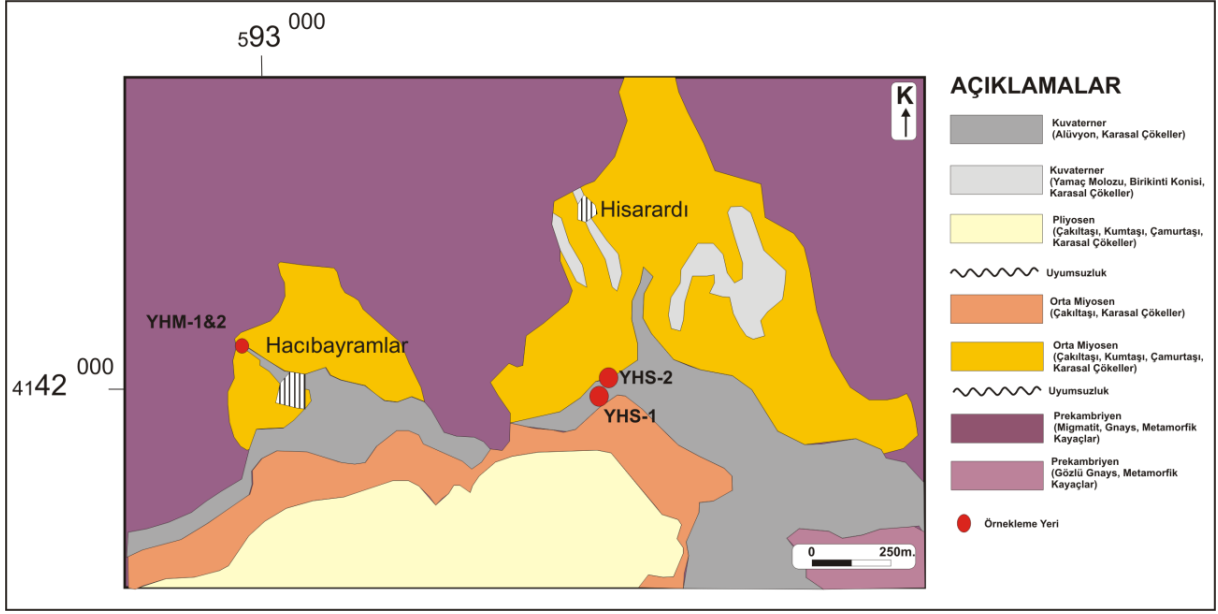 593 000
K
AÇIKLAMALAR
Kuvaterner
(Alüvyon, Karasal Çökeller)
Kuvaterner
(Yamaç Molozu, Birikinti Konisi,
Karasal Çökeller)
Hisarardı
Pliyosen
(Çakıltaşı, Kumtaşı, Çamurtaşı,
Karasal Çökeller)
Uyumsuzluk
Orta Miyosen
(Çakıltaşı, Karasal Çökeller)
YHM-1&2
Hacıbayramlar
Orta Miyosen
(Çakıltaşı, Kumtaşı, Çamurtaşı,
Karasal Çökeller)
4142 000
YHS-2
YHS-1
Uyumsuzluk
Prekambriyen
(Migmatit, Gnays, Metamorfik
Kayaçlar)
Prekambriyen
(Gözlü Gnays, Metamorfik
Kayaçlar)
Örnekleme Yeri
0 250m.